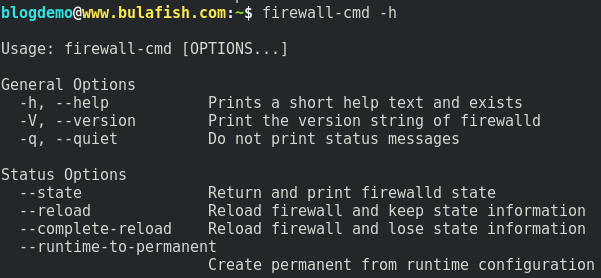 blogdemo@www.bulafish.com:~$ firewall-cmd -h
Usage: firewall-cmd [OPTIONS...]
General Options
-h, --help Prints a short help text and exists
-V, --version Print the version string of firewalld
-q, --quiet Do not print status messages
Status Options
--state Return and print firewalld state
--reload Reload firewall and keep state information
--complete-reload Reload firewall and lose state information
--runtime-to-permanent
Create permanent from runtime configuration